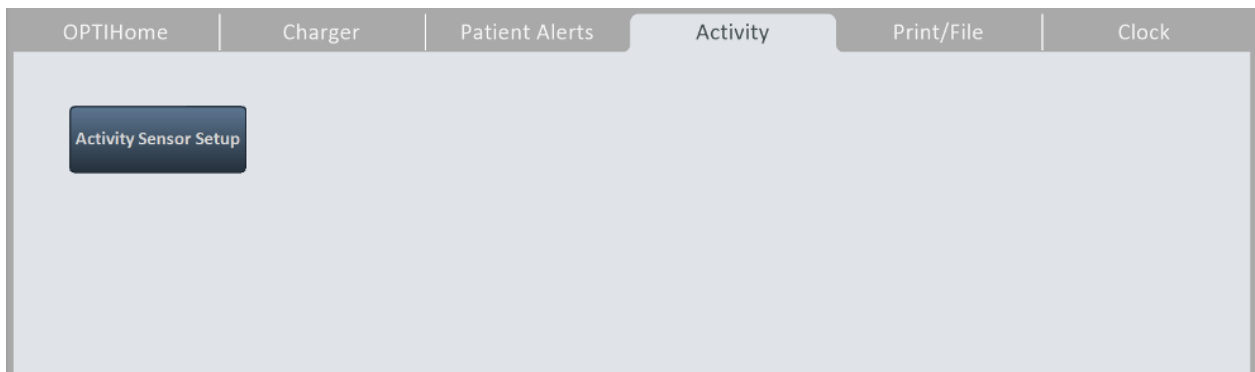 OPTIHome Charger Patient Alerts Activity Print/File Clock
Activity Sensor Setup